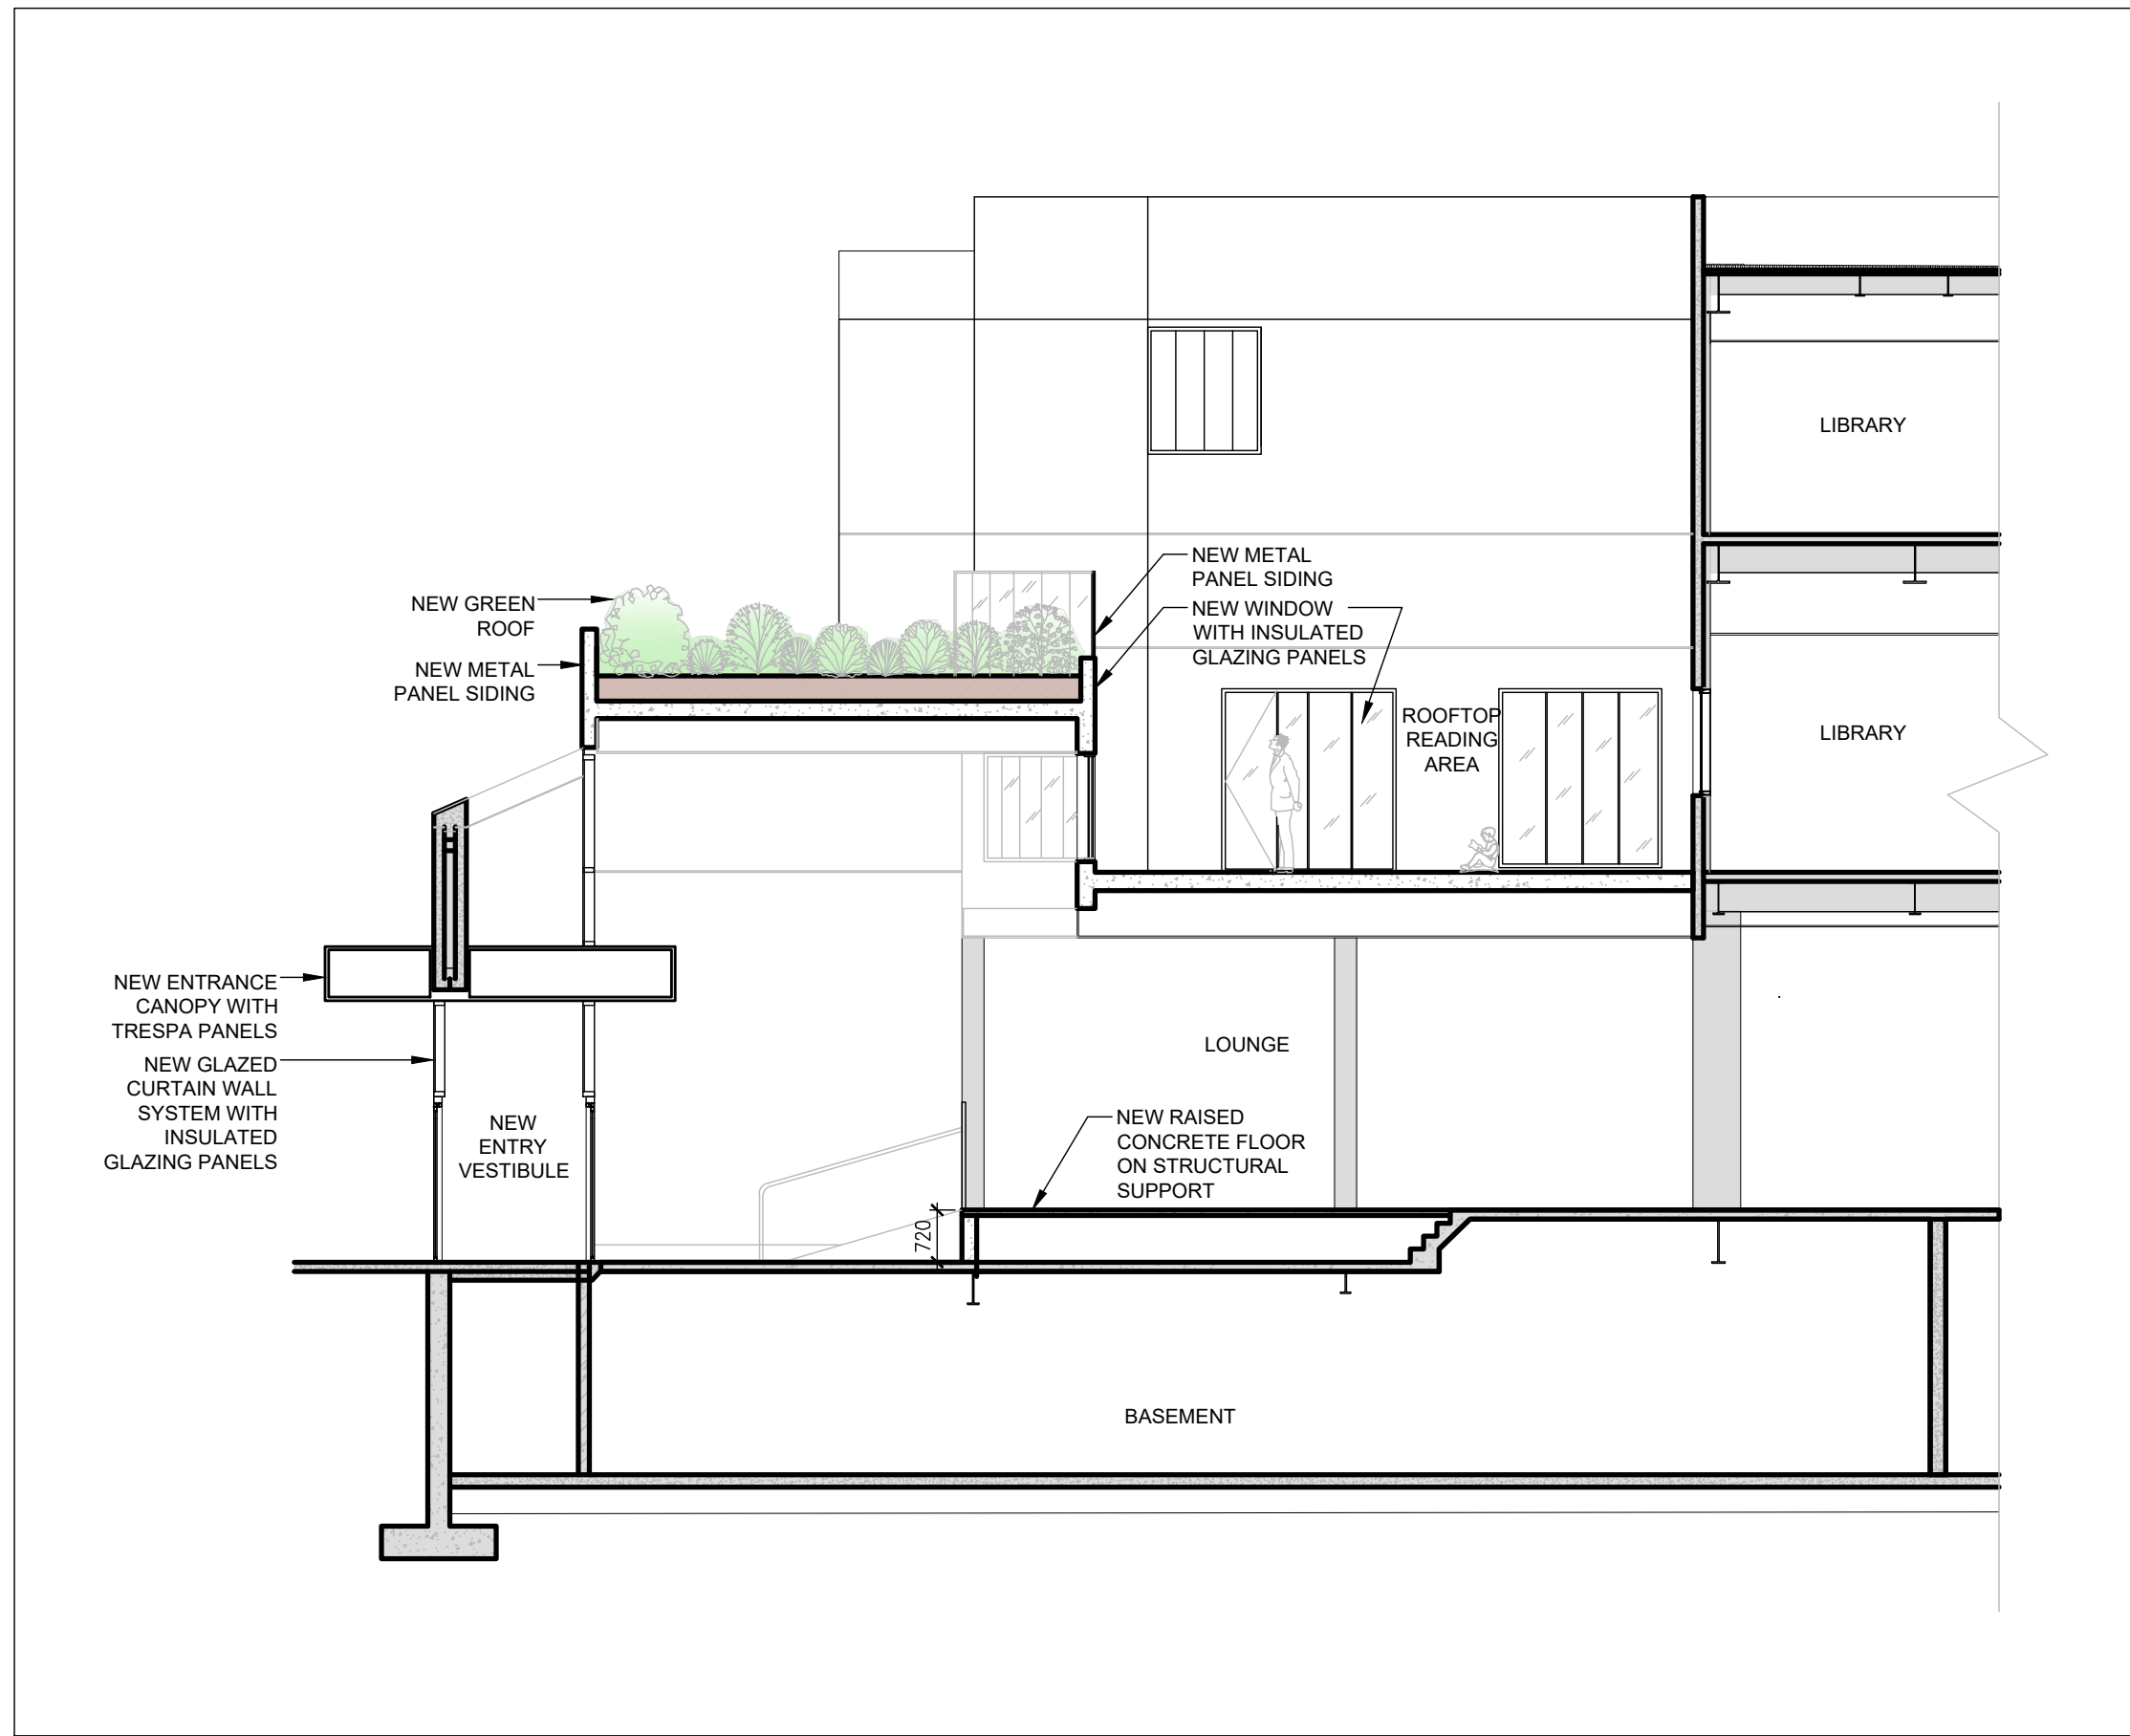 LIBRARY
NEW METAL
PANEL SIDING
NEW GREEN
ROOF
NEW WINDOW
WITH INSULATED
GLAZING PANELS
NEW METAL
PANEL SIDING
ROOFTOP
READING
AREA
LIBRARY
NEW ENTRANCE
CANOPY WITH
TRESPA PANELS
NEW GLAZED
CURTAIN WALL
SYSTEM WITH
INSULATED
GLAZING PANELS
NEW
ENTRY
VESTIBULE
LOUNGE
NEW RAISED
CONCRETE FLOOR
ON STRUCTURAL
SUPPORT
720
BASEMENT